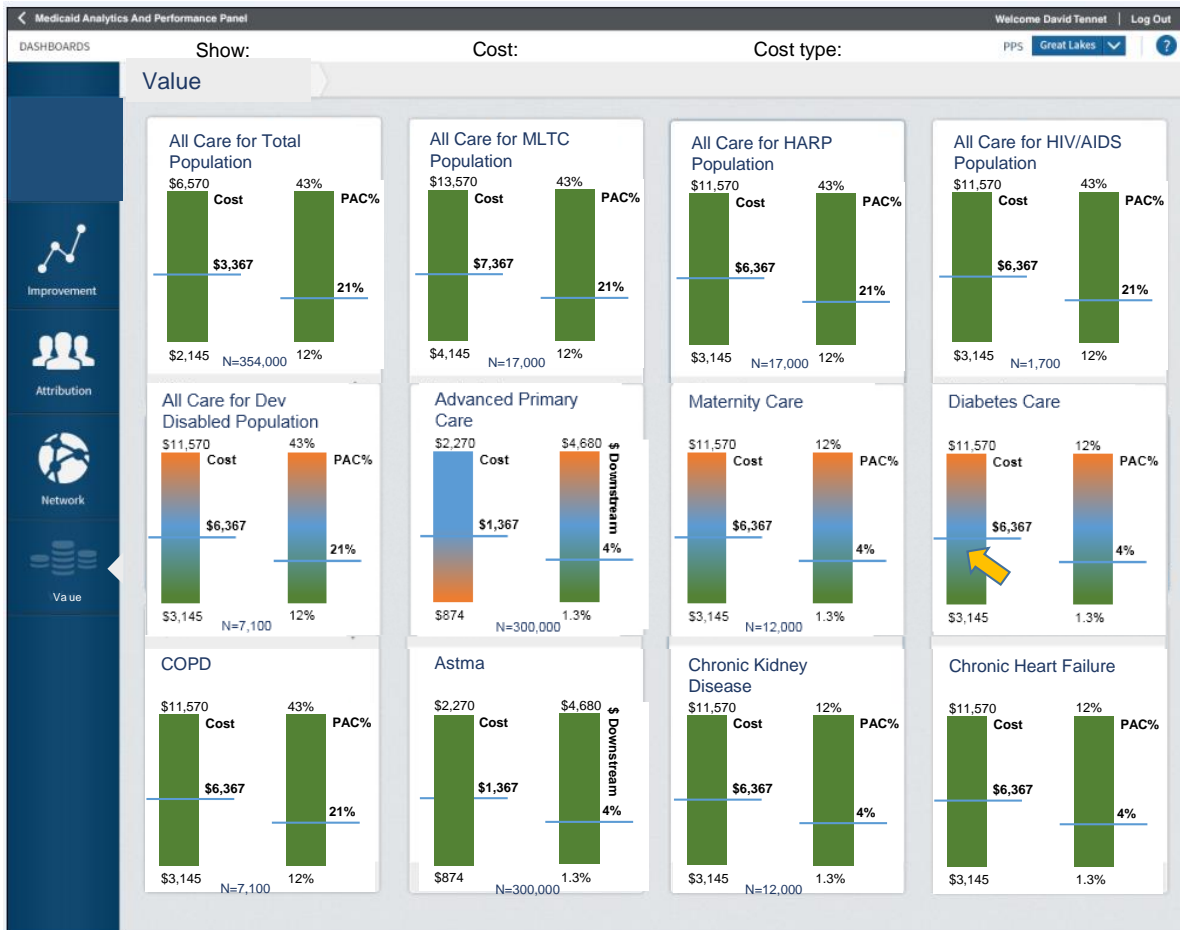 Medicaid Analytics And Performance Panel
Welcome David Tennet | Log Out
DASHBOARDS
Show:
Cost:
Cost type:
PPS Great Lakes
?
Value
Improvement
Attribution
Network
Va ue
All Care for Total
Population
$6,570 43%
Cost PAC%
$3,367
21%
$2,145 N=354,000 12%
All Care for MLTC
Population
$13,570 43%
Cost PAC%
$7,367
21%
$4,145 N=17,000 12%
All Care for HARP
Population
$11,570 43%
Cost PAC%
$6,367
21%
$3,145 N=17,000 12%
All Care for HIV/AIDS
Population
$11,570 43%
Cost PAC%
$6,367
21%
$3,145 N=1,700 12%
All Care for Dev
Disabled Population
$11,570 43%
Cost PAC%
$6,367
21%
$3,145 N=7,100 12%
Advanced Primary
Care
$2,270 $4,680
Cost $ Downstream
$1,367
4%
$874 N=300,000 1.3%
Maternity Care
$11,570 12%
Cost PAC%
$6,367
4%
$3,145 N=12,000 1.3%
Diabetes Care
$11,570 12%
Cost PAC%
$6,367
4%
$3,145 1.3%
COPD
$11,570 43%
Cost PAC%
$6,367
21%
$3,145 N=7,100 12%
Astma
$2,270 $4,680
Cost $ Downstream
$1,367
4%
$874 N=300,000 1.3%
Chronic Kidney
Disease
$11,570 12%
Cost PAC%
$6,367
4%
$3,145 N=12,000 1.3%
Chronic Heart Failure
$11,570 12%
Cost PAC%
$6,367
4%
$3,145 1.3%